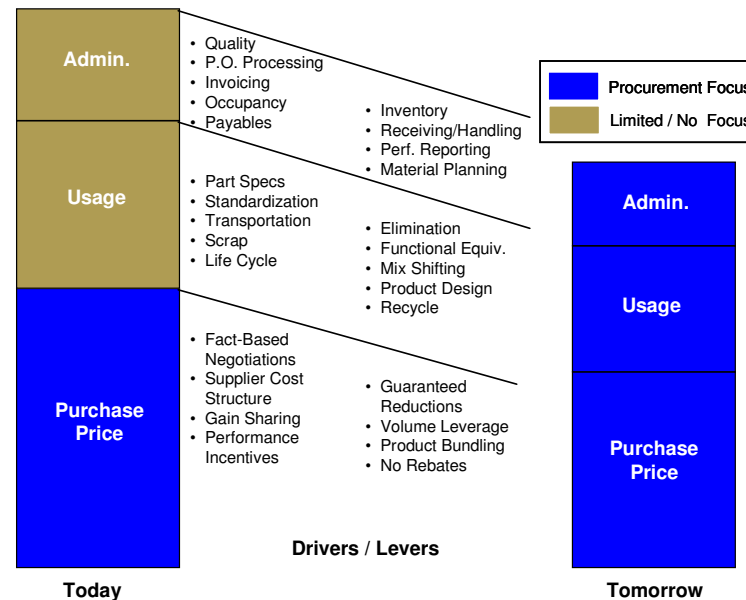 Admin.
• Quality
• P.O. Processing
• Invoicing
• Occupancy
• Payables
• Inventory
• Receiving/Handling
• Perf. Reporting
• Material Planning
Procurement Focus
Limited / No Focus
Usage
• Part Specs
• Standardization
• Transportation
• Scrap
• Life Cycle
• Elimination
• Functional Equiv.
• Mix Shifting
• Product Design
• Recycle
Admin.
Usage
Purchase
Price
• Fact-Based
Negotiations
• Supplier Cost
Structure
• Gain Sharing
• Performance
Incentives
• Guaranteed
Reductions
• Volume Leverage
• Product Bundling
• No Rebates
Purchase
Price
Drivers / Levers
Today
Tomorrow